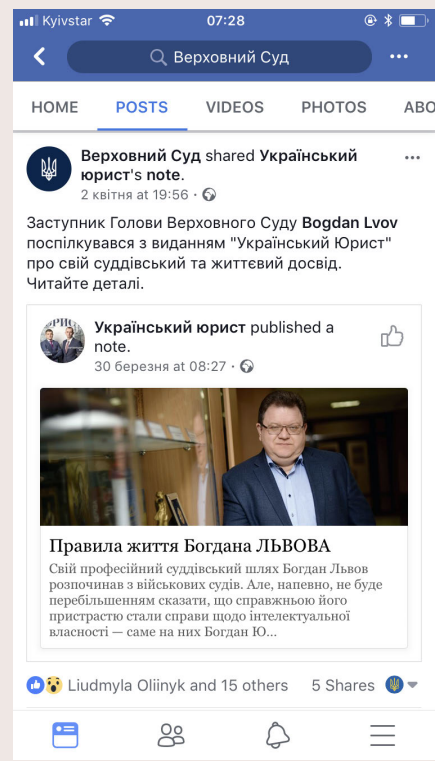 Kyivstar 07:28
Верховний Суд
HOME POSTS VIDEOS PHOTOS ABO
Верховний Суд shared Український
юрист's note.
2 квітня at 19:56
Заступник Голови Верховного Суду Bogdan Lvov
поспілкувався з виданням "Український Юрист"
про свій суддівський та життєвий досвід.
Читайте деталі.
Український юрист published a
note.
30 березня at 08:27
Правила життя Богдана ЛЬВОВА
Свій професійний суддівський шлях Богдан Львов
розпочинав з військових судів. Але, напевно, не буде
перебільшенням сказати, що справжньою його
пристрастю стали справи щодо інтелектуальної
власності — саме на них Богдан Ю...
Liudmyla Oliinyk and 15 others 5 Shares